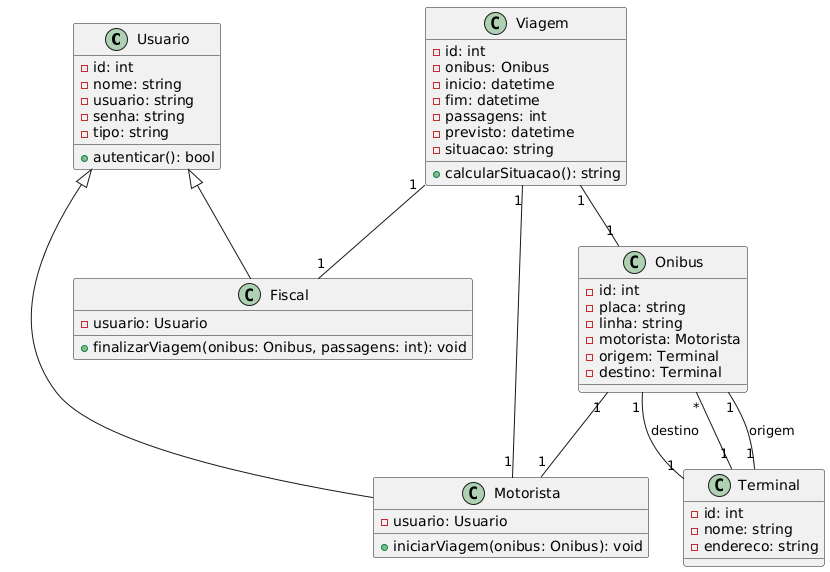 C Usuario
id: int
nome: string
usuario: string
senha: string
tipo: string
autenticar(): bool
C Viagem
id: int
onibus: Onibus
inicio: datetime
fim: datetime
passagens: int
previsto: datetime
situacao: string
calcularSituacao(): string
1
1
1
1
1
C Fiscal
usuario: Usuario
finalizarViagem(onibus: Onibus, passagens: int): void
C Onibus
id: int
placa: string
linha: string
motorista: Motorista
origem: Terminal
destino: Terminal
1
1
*
1
destino
origem
1
1
1
1
1
C Motorista
usuario: Usuario
iniciarViagem(onibus: Onibus): void
C Terminal
id: int
nome: string
endereco: string